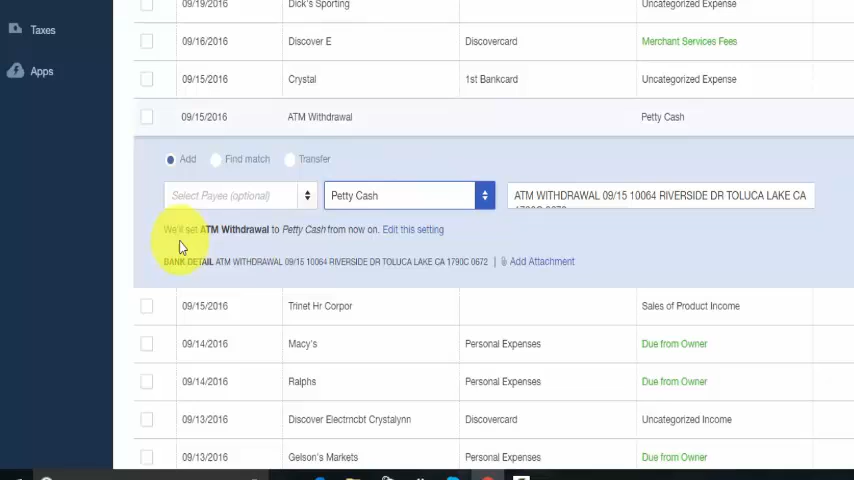 09/19/2016 Dick's Sporting Uncategorized Expense
Taxes
09/16/2016 Discover E Discovercard Merchant Services Fees
Apps
09/15/2016 Crystal 1st Bankcard Uncategorized Expense
09/15/2016 ATM Withdrawal Petty Cash
Add Find match Transfer
Select Payee (optional) Petty Cash ATM WITHDRAWAL 09/15 10064 RIVERSIDE DR TOLUCA LAKE CA
1790C 0672
We'll set ATM Withdrawal to Petty Cash from now on. Edit this setting
BANK DETAIL ATM WITHDRAWAL 09/15 10064 RIVERSIDE DR TOLUCA LAKE CA 1790C 0672 | Add Attachment
09/15/2016 Trinet Hr Corpor Sales of Product Income
09/14/2016 Macy's Personal Expenses Due from Owner
09/14/2016 Ralphs Personal Expenses Due from Owner
09/13/2016 Discover Electrncbt Crystalynn Discovercard Uncategorized Income
09/13/2016 Gelson's Markets Personal Expenses Due from Owner